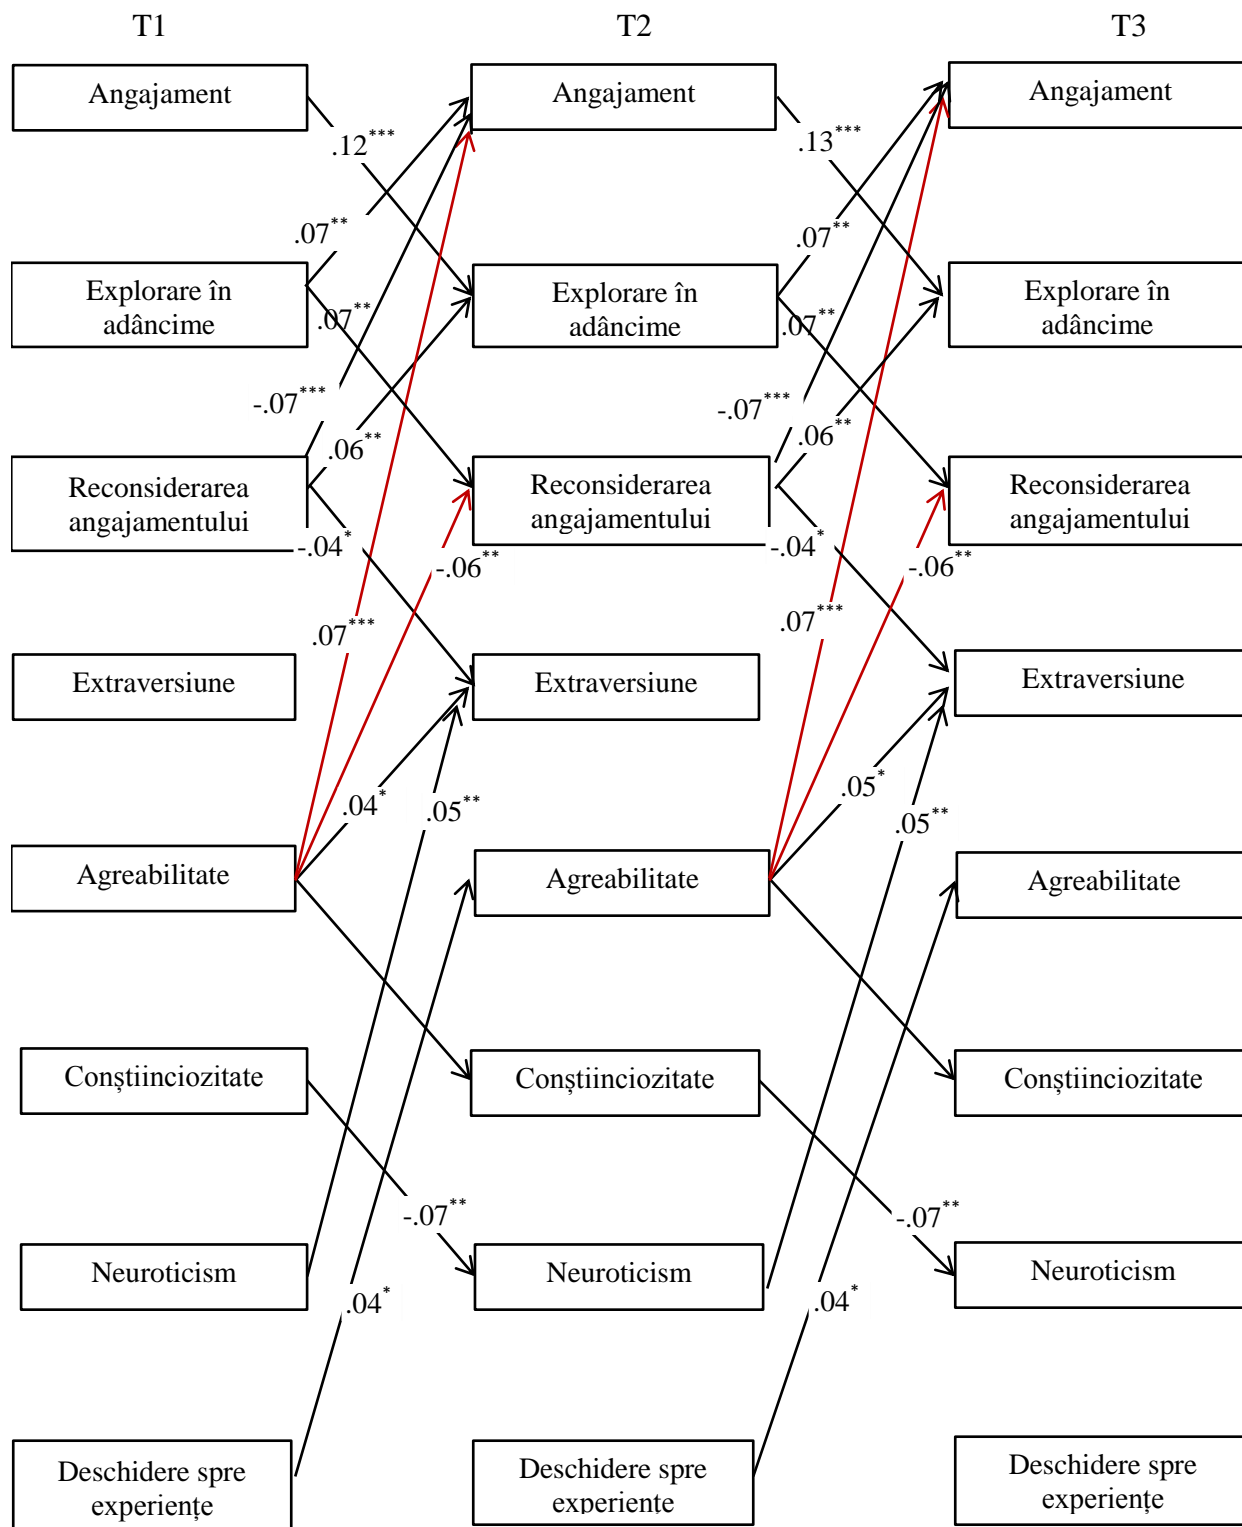 T1 T2 T3
Angajament Angajament Angajament
.12*** .13***
.07** .07**
Explorare în Explorare în Explorare în
adâncime adâncime adâncime
.07** .07**
-.07*** -.07***
.06** .06**
Reconsiderarea Reconsiderarea Reconsiderarea
angajamentului angajamentului angajamentului
-.04* -.04*
-.06** -.06**
.07*** .07***
Extraversiune Extraversiune Extraversiune
.04* .05** .05* .05**
Agreabilitate Agreabilitate Agreabilitate
Conștiinciozitate Conștiinciozitate Conștiinciozitate
-.07** -.07**
Neuroticism Neuroticism Neuroticism
.04* .04*
Deschidere spre Deschidere spre Deschidere spre
experiențe experiențe experiențe